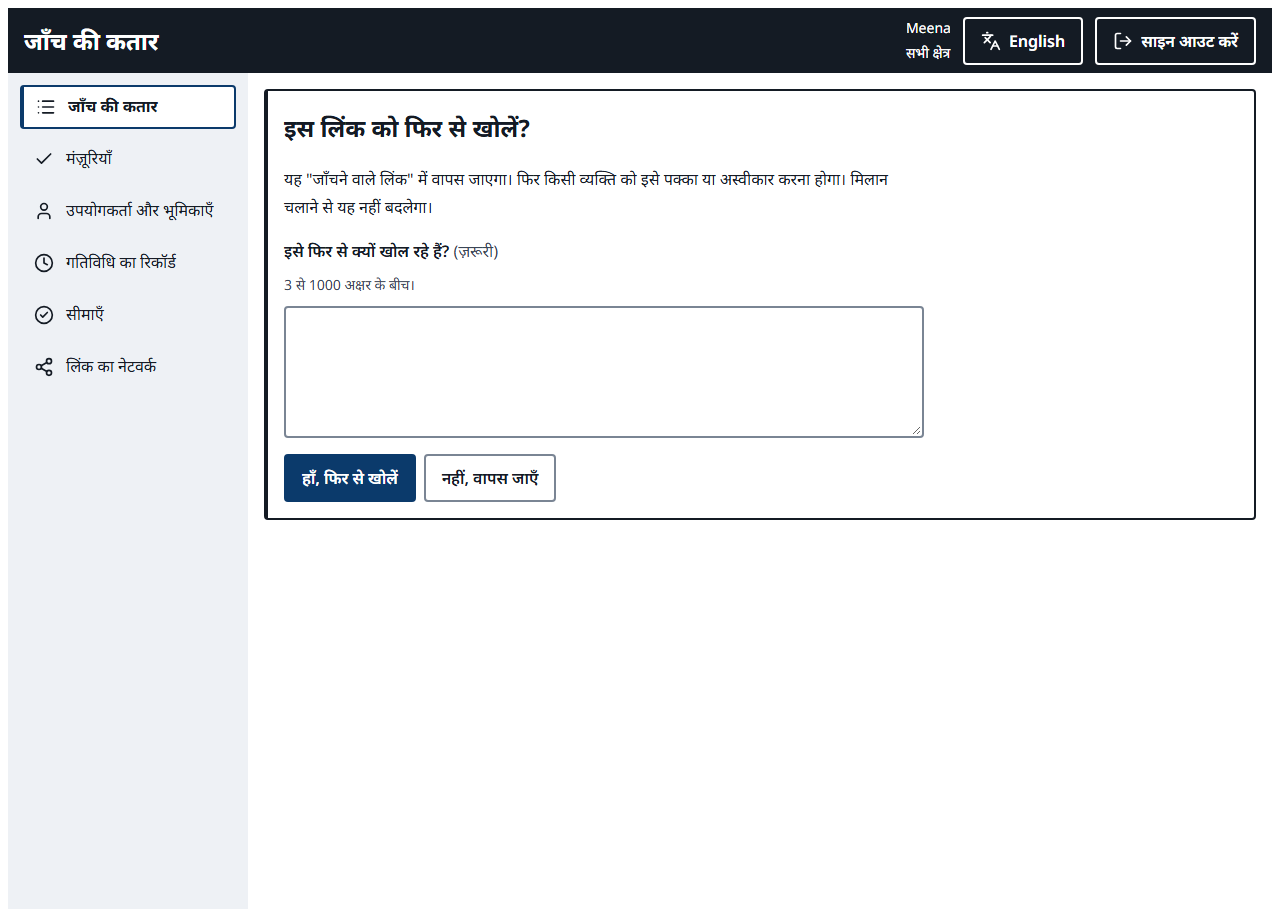 जाँच की कतार
Meena
सभी क्षेत्र
English
साइन आउट करें
जाँच की कतार
मंज़ूरियाँ
उपयोगकर्ता और भूमिकाएँ
गतिविधि का रिकॉर्ड
सीमाएँ
लिंक का नेटवर्क
इस लिंक को फिर से खोलें?
यह "जाँचने वाले लिंक" में वापस जाएगा। फिर किसी व्यक्ति को इसे पक्का या अस्वीकार करना होगा। मिलान
चलाने से यह नहीं बदलेगा।
इसे फिर से क्यों खोल रहे हैं? (ज़रूरी)
3 से 1000 अक्षर के बीच।
हाँ, फिर से खोलें
नहीं, वापस जाएँ